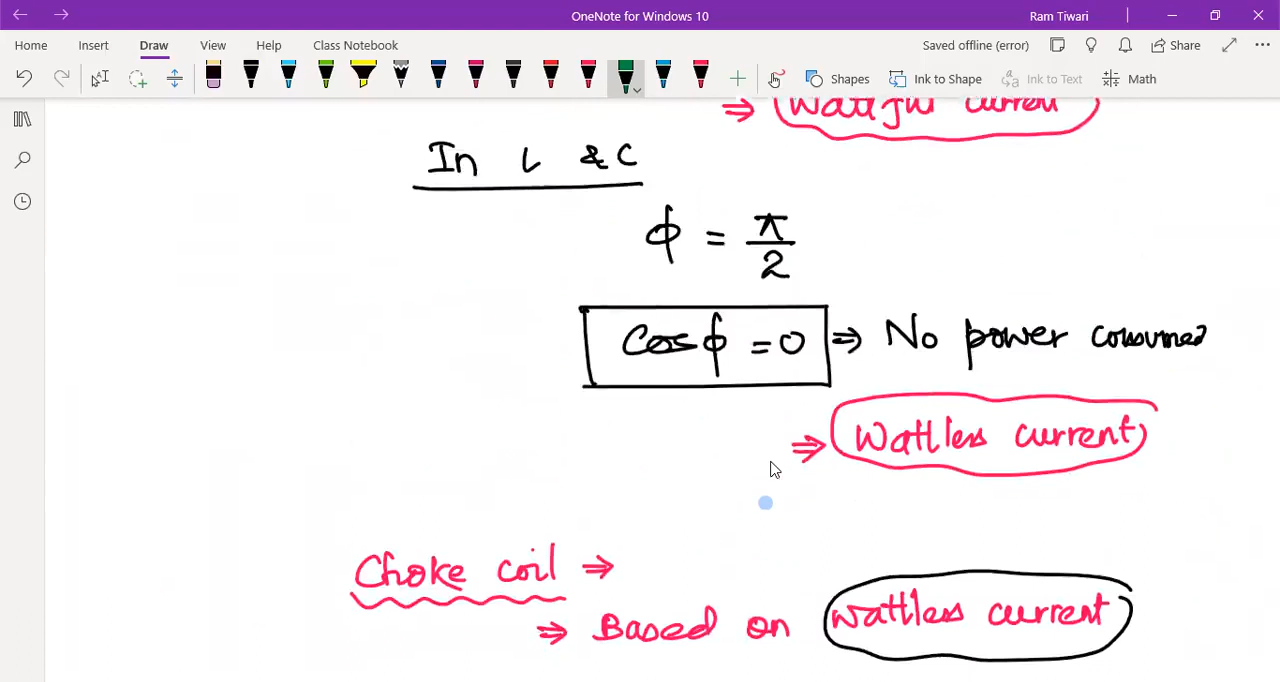 OneNote for Windows 10
Ram Tiwari
Home Insert Draw View Help Class Notebook
Saved offline (error) Share
Shapes Ink to Shape Ink to Text Math
⇒ Wattful current
In L & C
ϕ = π/2
cosϕ = 0 ⇒ No power consumed
⇒ Wattless current
Choke coil ⇒
⇒ Based on wattless current